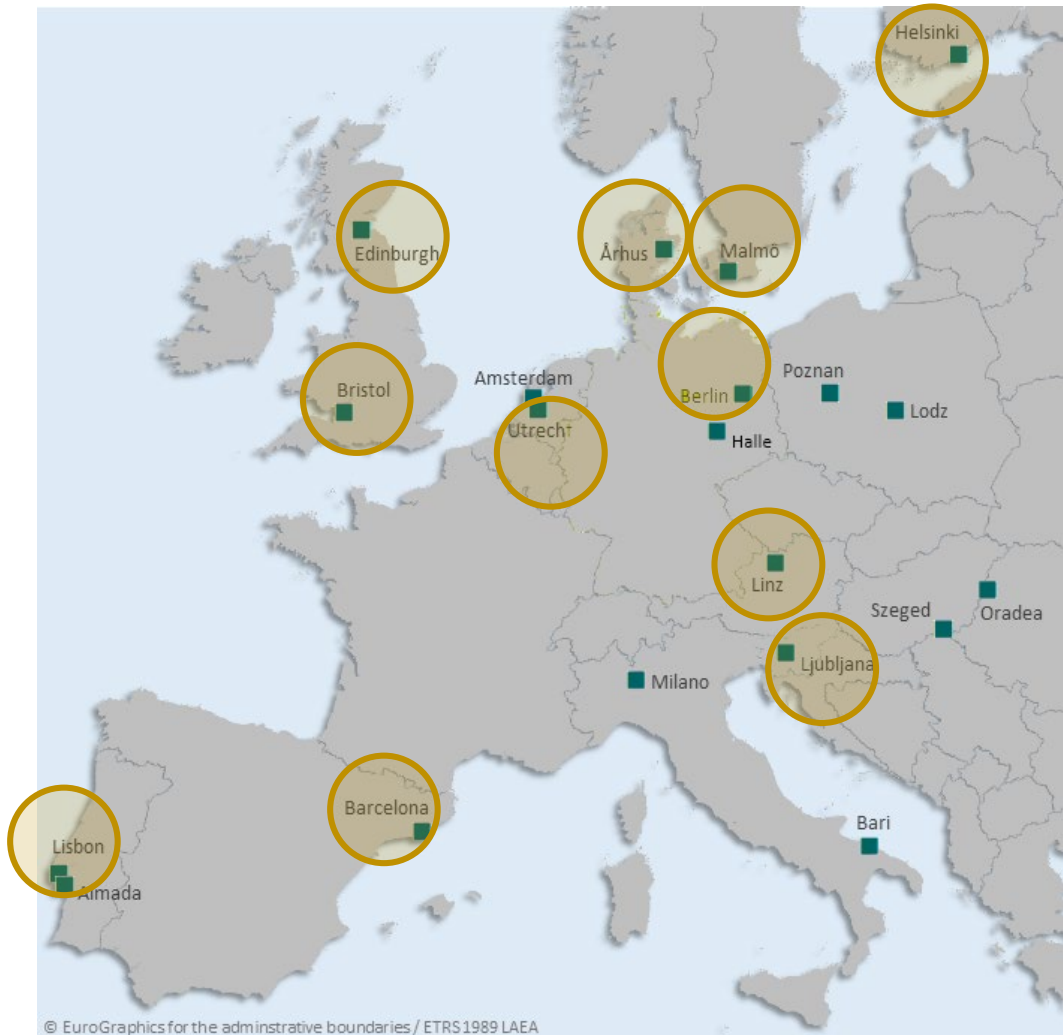 Helsinki
Edinburgh
Århus
Malmö
Bristol
Amsterdam
Utrecht
Berlin
Poznan
Lodz
Halle
Linz
Szeged
Oradea
Ljubljana
Milano
Barcelona
Bari
Lisbon
Almada
© EuroGraphics for the adminstrative boundaries / ETRS1989 LAEA